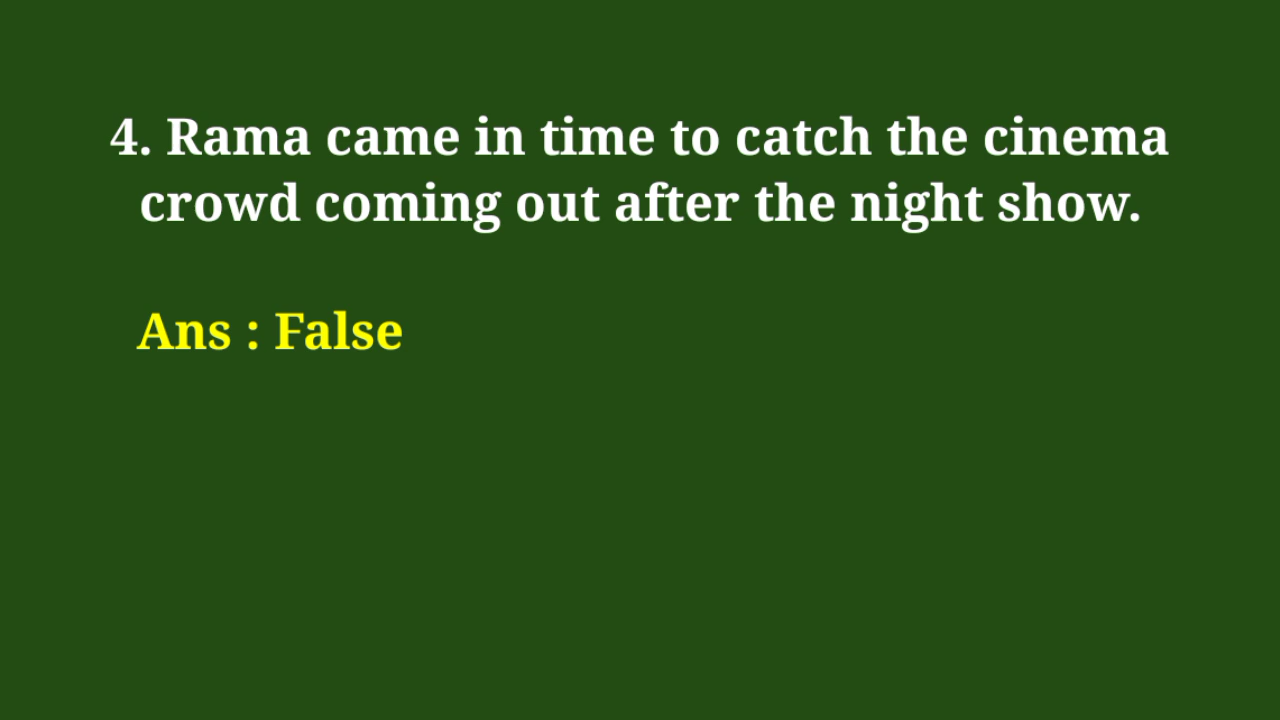 4. Rama came in time to catch the cinema
crowd coming out after the night show.
Ans : False